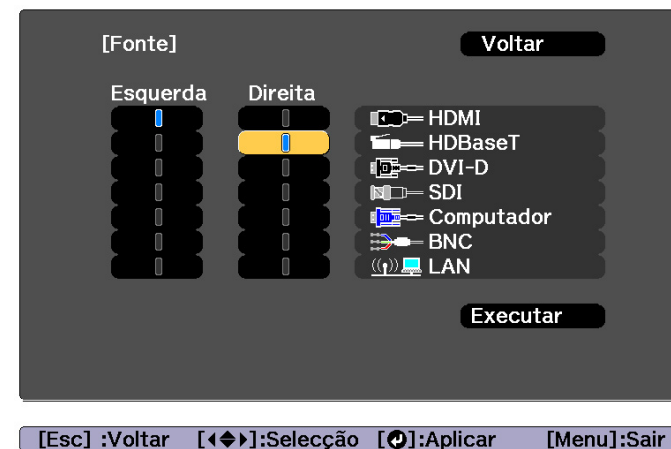 [Fonte] Voltar
Esquerda Direita
HDMI
HDBaseT
DVI-D
SDI
Computador
BNC
LAN
Executar
[Esc] :Voltar [ ]:Selecção [ ]:Aplicar [Menu]:Sair